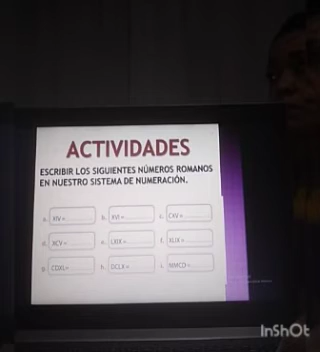 ACTIVIDADES
ESCRIBIR LOS SIGUIENTES NÚMEROS ROMANOS
EN NUESTRO SISTEMA DE NUMERACIÓN.
a. XIV = b. XVI = c. CXV =
d. XCV = e. LXIX = f. XLIX =
g. CDXL= h. DCLX = i. MMCD =
InShOt